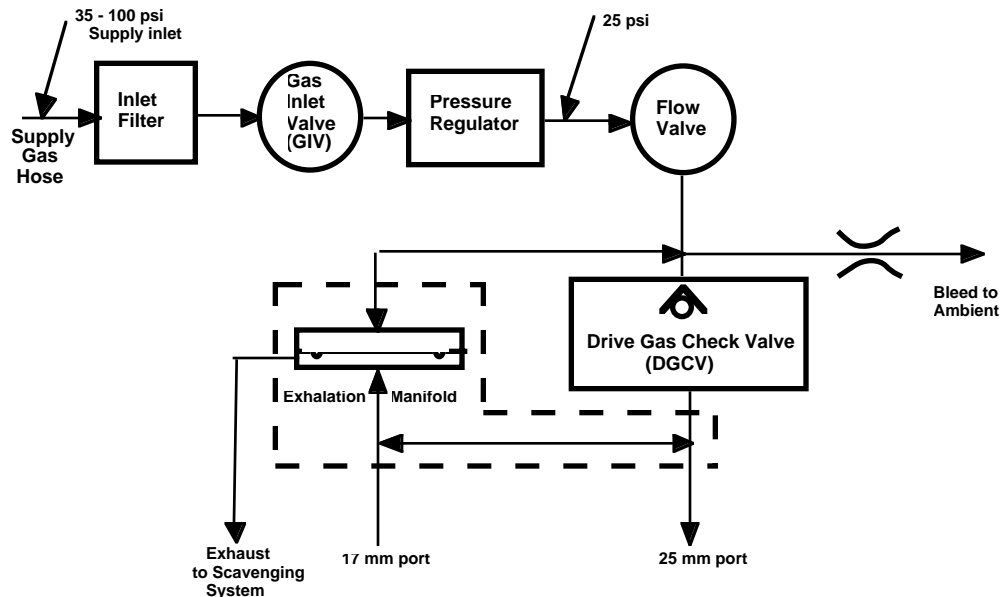 35 - 100 psi
Supply inlet
25 psi
Supply
Gas
Hose
Inlet
Filter
Gas
Inlet
Valve
(GIV)
Pressure
Regulator
Flow
Valve
Bleed to
Ambient
Drive Gas Check Valve
(DGCV)
Exhalation Manifold
Exhaust
to Scavenging
System
17 mm port
25 mm port